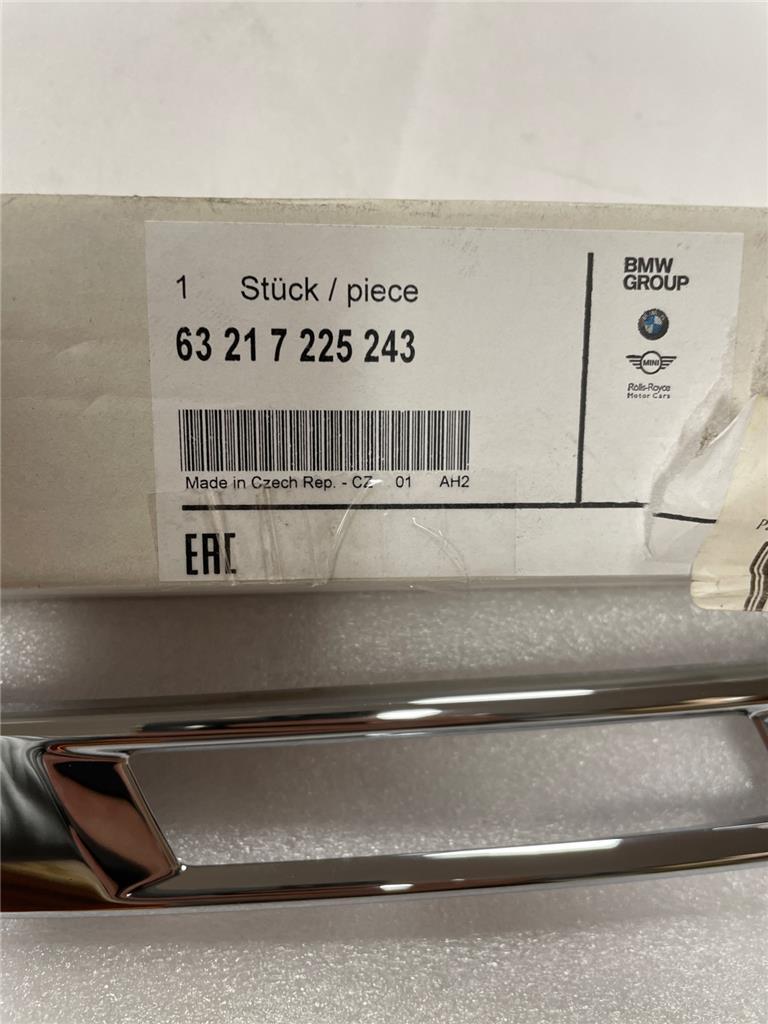 1 Stück / piece
63 21 7 225 243
Made in Czech Rep. - CZ 01 AH2
EAC
BMW
GROUP
MINI
Rolls-Royce
Motor Cars